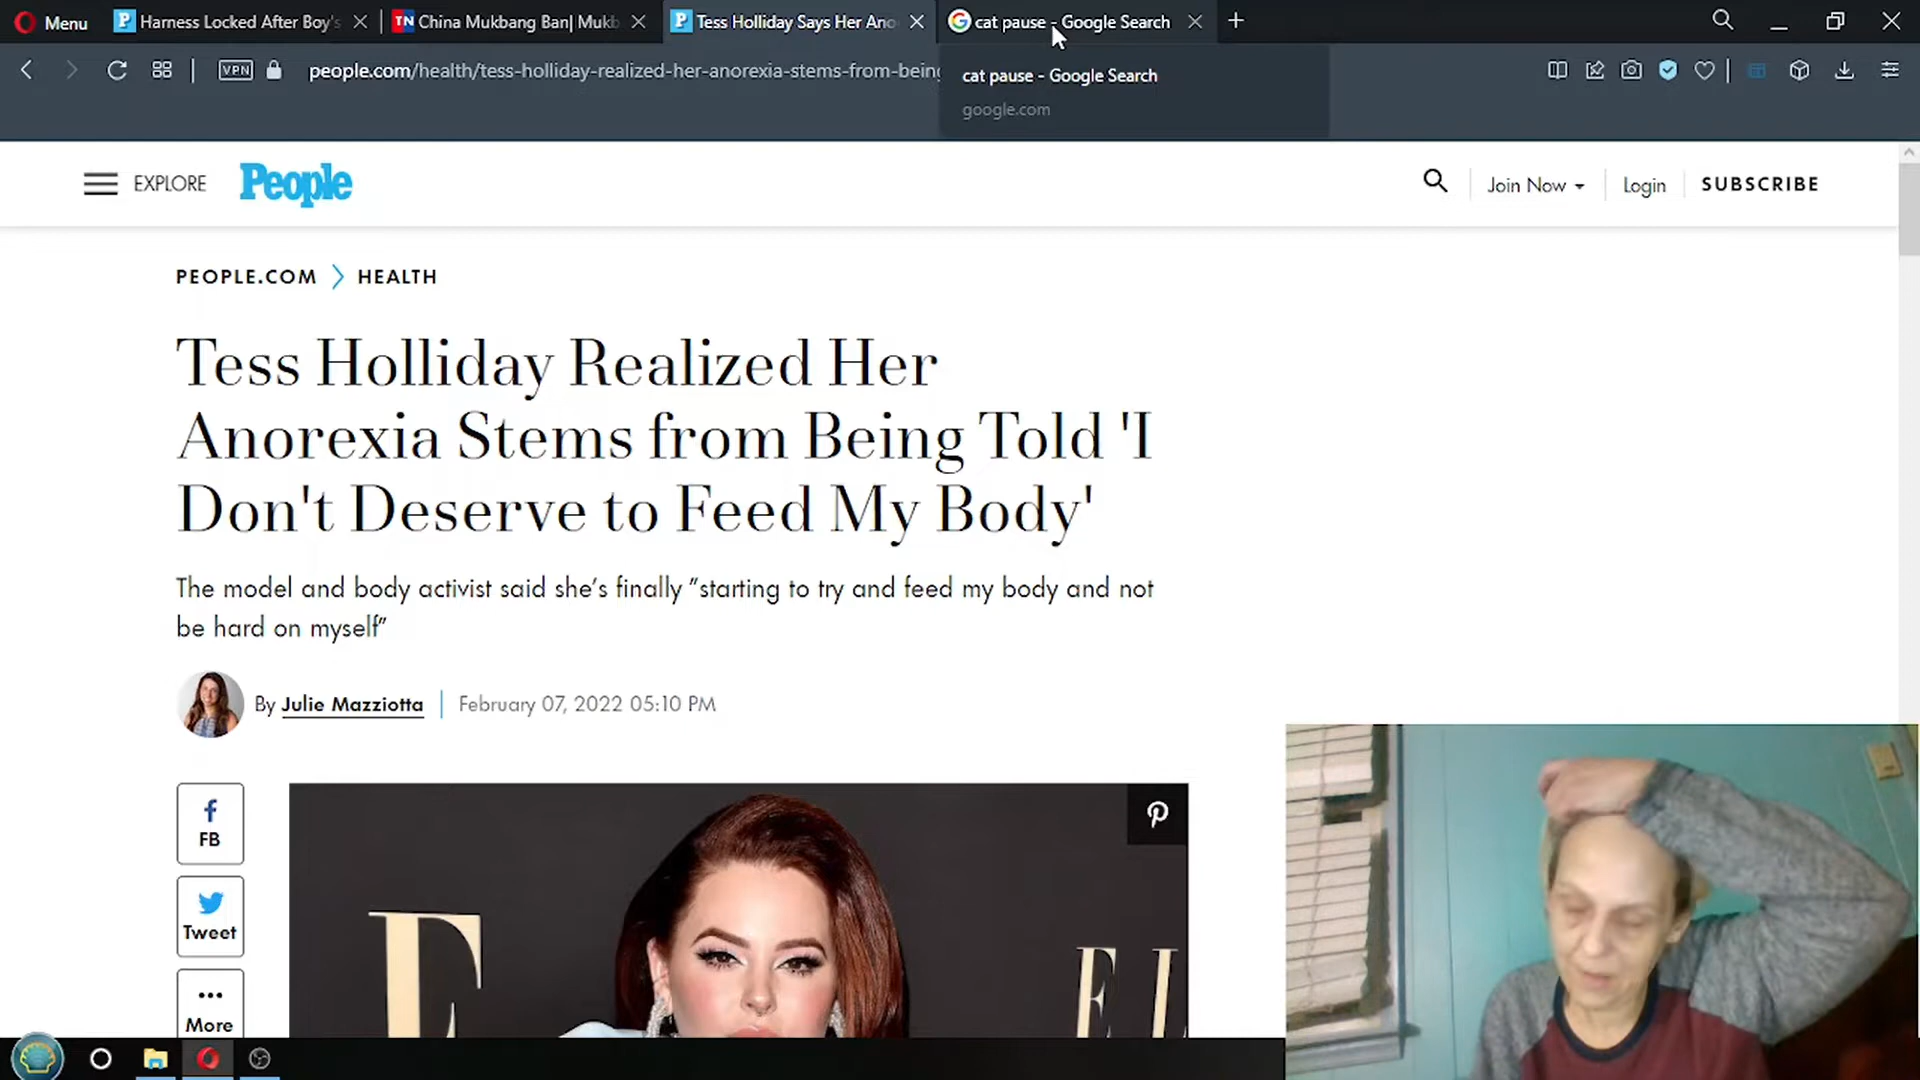 Menu
Harness Locked After Boy's
TN China Mukbang Ban| Mukb
Tess Holliday Says Her Ano
cat pause - Google Search
VPN
people.com/health/tess-holliday-realized-her-anorexia-stems-from-being
cat pause - Google Search
google.com
EXPLORE
People
Join Now
Login
SUBSCRIBE
PEOPLE.COM > HEALTH
Tess Holliday Realized Her
Anorexia Stems from Being Told 'I
Don't Deserve to Feed My Body'
The model and body activist said she's finally "starting to try and feed my body and not
be hard on myself"
By Julie Mazziotta | February 07, 2022 05:10 PM
FB
Tweet
More
E
EL